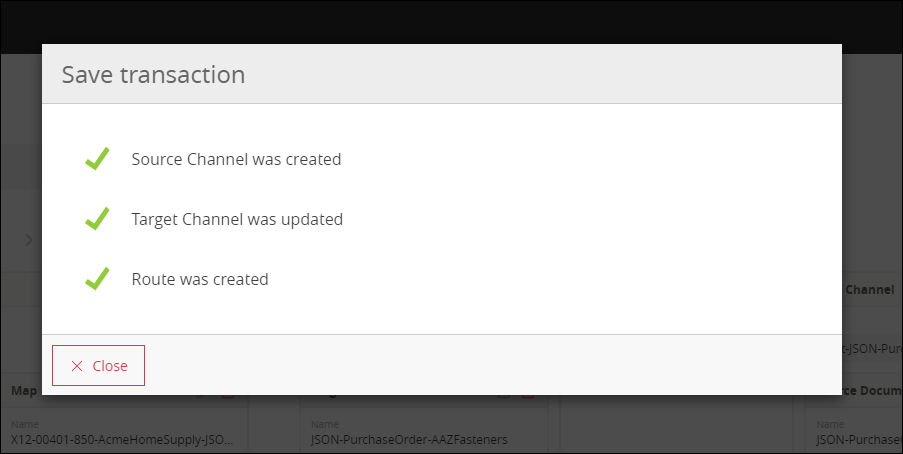 Save transaction
Source Channel was created
Target Channel was updated
Route was created
Channel
t-JSON-Pur
Close
Map
rce Docum
Name
Name
Name
X12-00401-850-AcmeHomeSupply-JSO...
JSON-PurchaseOrder-AAZFasteners
JSON-Purchase